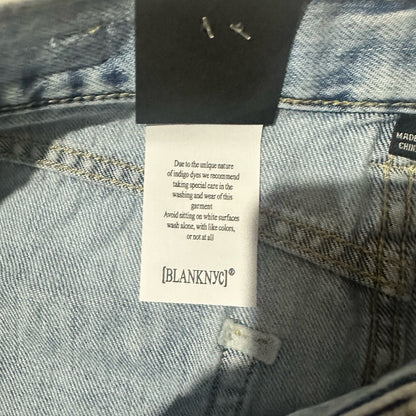 Due to the unique nature
of indigo dyes we recommend
taking special care in the
washing and wear of this
garment
Avoid sitting on white surfaces
wash alone, with like colors,
or not at all
[BLANKNYC]®
MADE
CHIN